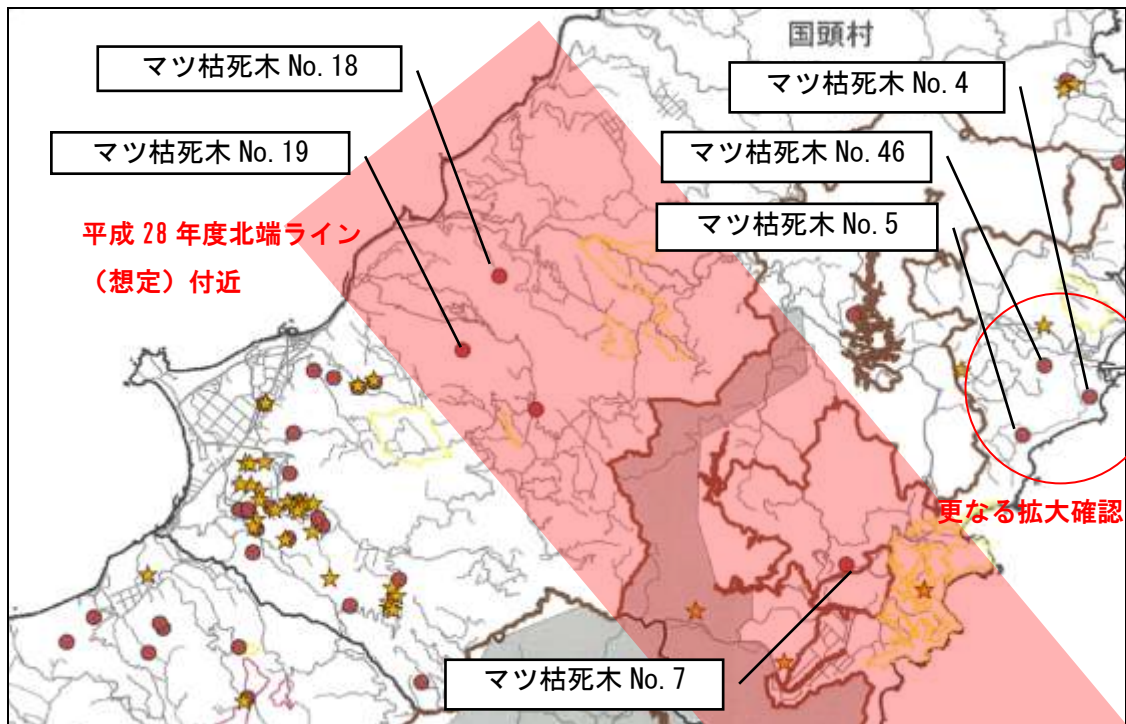 国頭村
マツ枯死木 No.18
マツ枯死木 No.4
マツ枯死木 No.19
マツ枯死木 No.46
マツ枯死木 No.5
平成 28 年度北端ライン
（想定）付近
更なる拡大確認
マツ枯死木 No.7